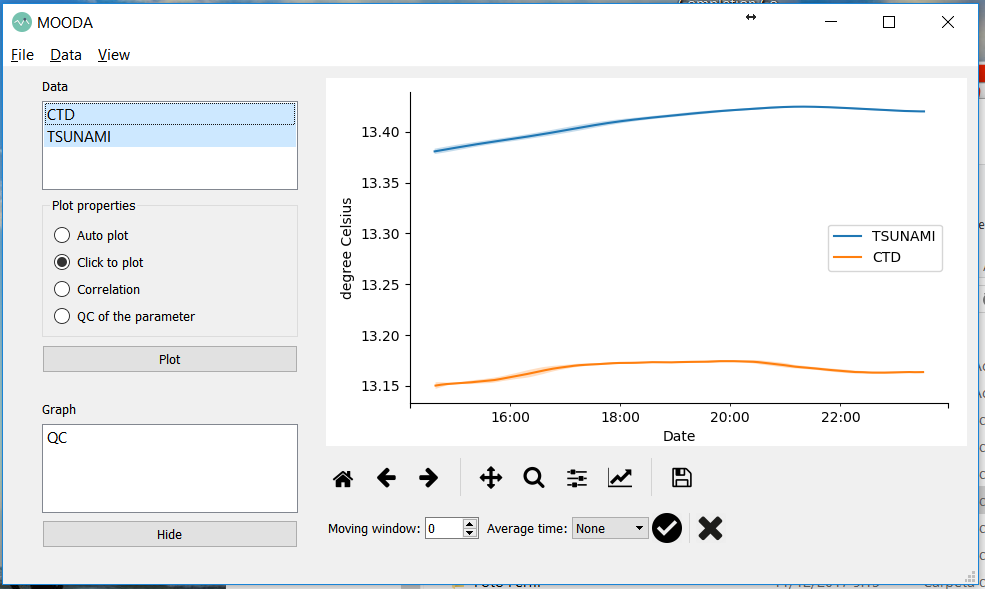 MOODA
File Data View
Data
CTD
TSUNAMI
Plot properties
Auto plot
Click to plot
Correlation
QC of the parameter
Plot
Graph
QC
Hide
13.40
13.35
13.30
13.25
13.20
13.15
degree Celsius
TSUNAMI
CTD
16:00 18:00 20:00 22:00
Date
Moving window: 0 Average time: None